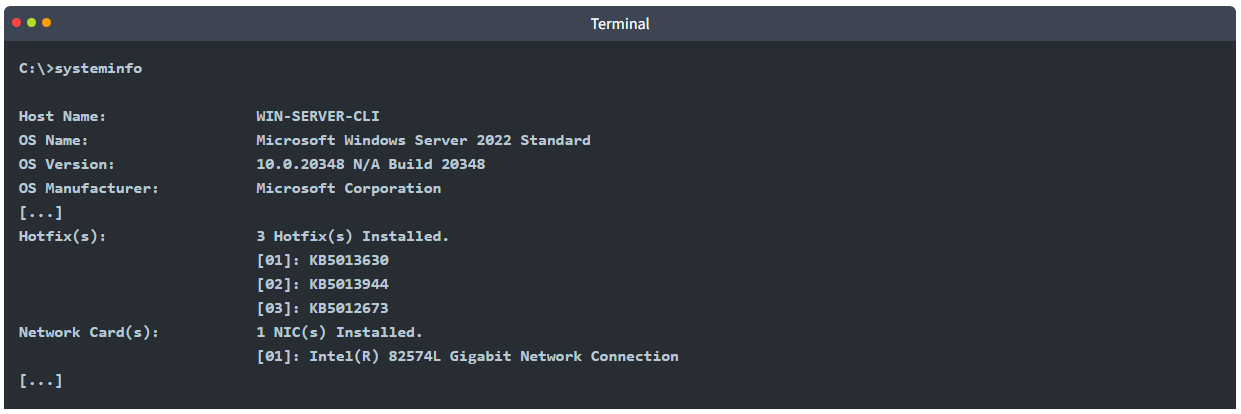 Terminal
C:\>systeminfo
Host Name: WIN-SERVER-CLI
OS Name: Microsoft Windows Server 2022 Standard
OS Version: 10.0.20348 N/A Build 20348
OS Manufacturer: Microsoft Corporation
[...]
Hotfix(s): 3 Hotfix(s) Installed.
[01]: KB5013630
[02]: KB5013944
[03]: KB5012673
Network Card(s): 1 NIC(s) Installed.
[01]: Intel(R) 82574L Gigabit Network Connection
[...]